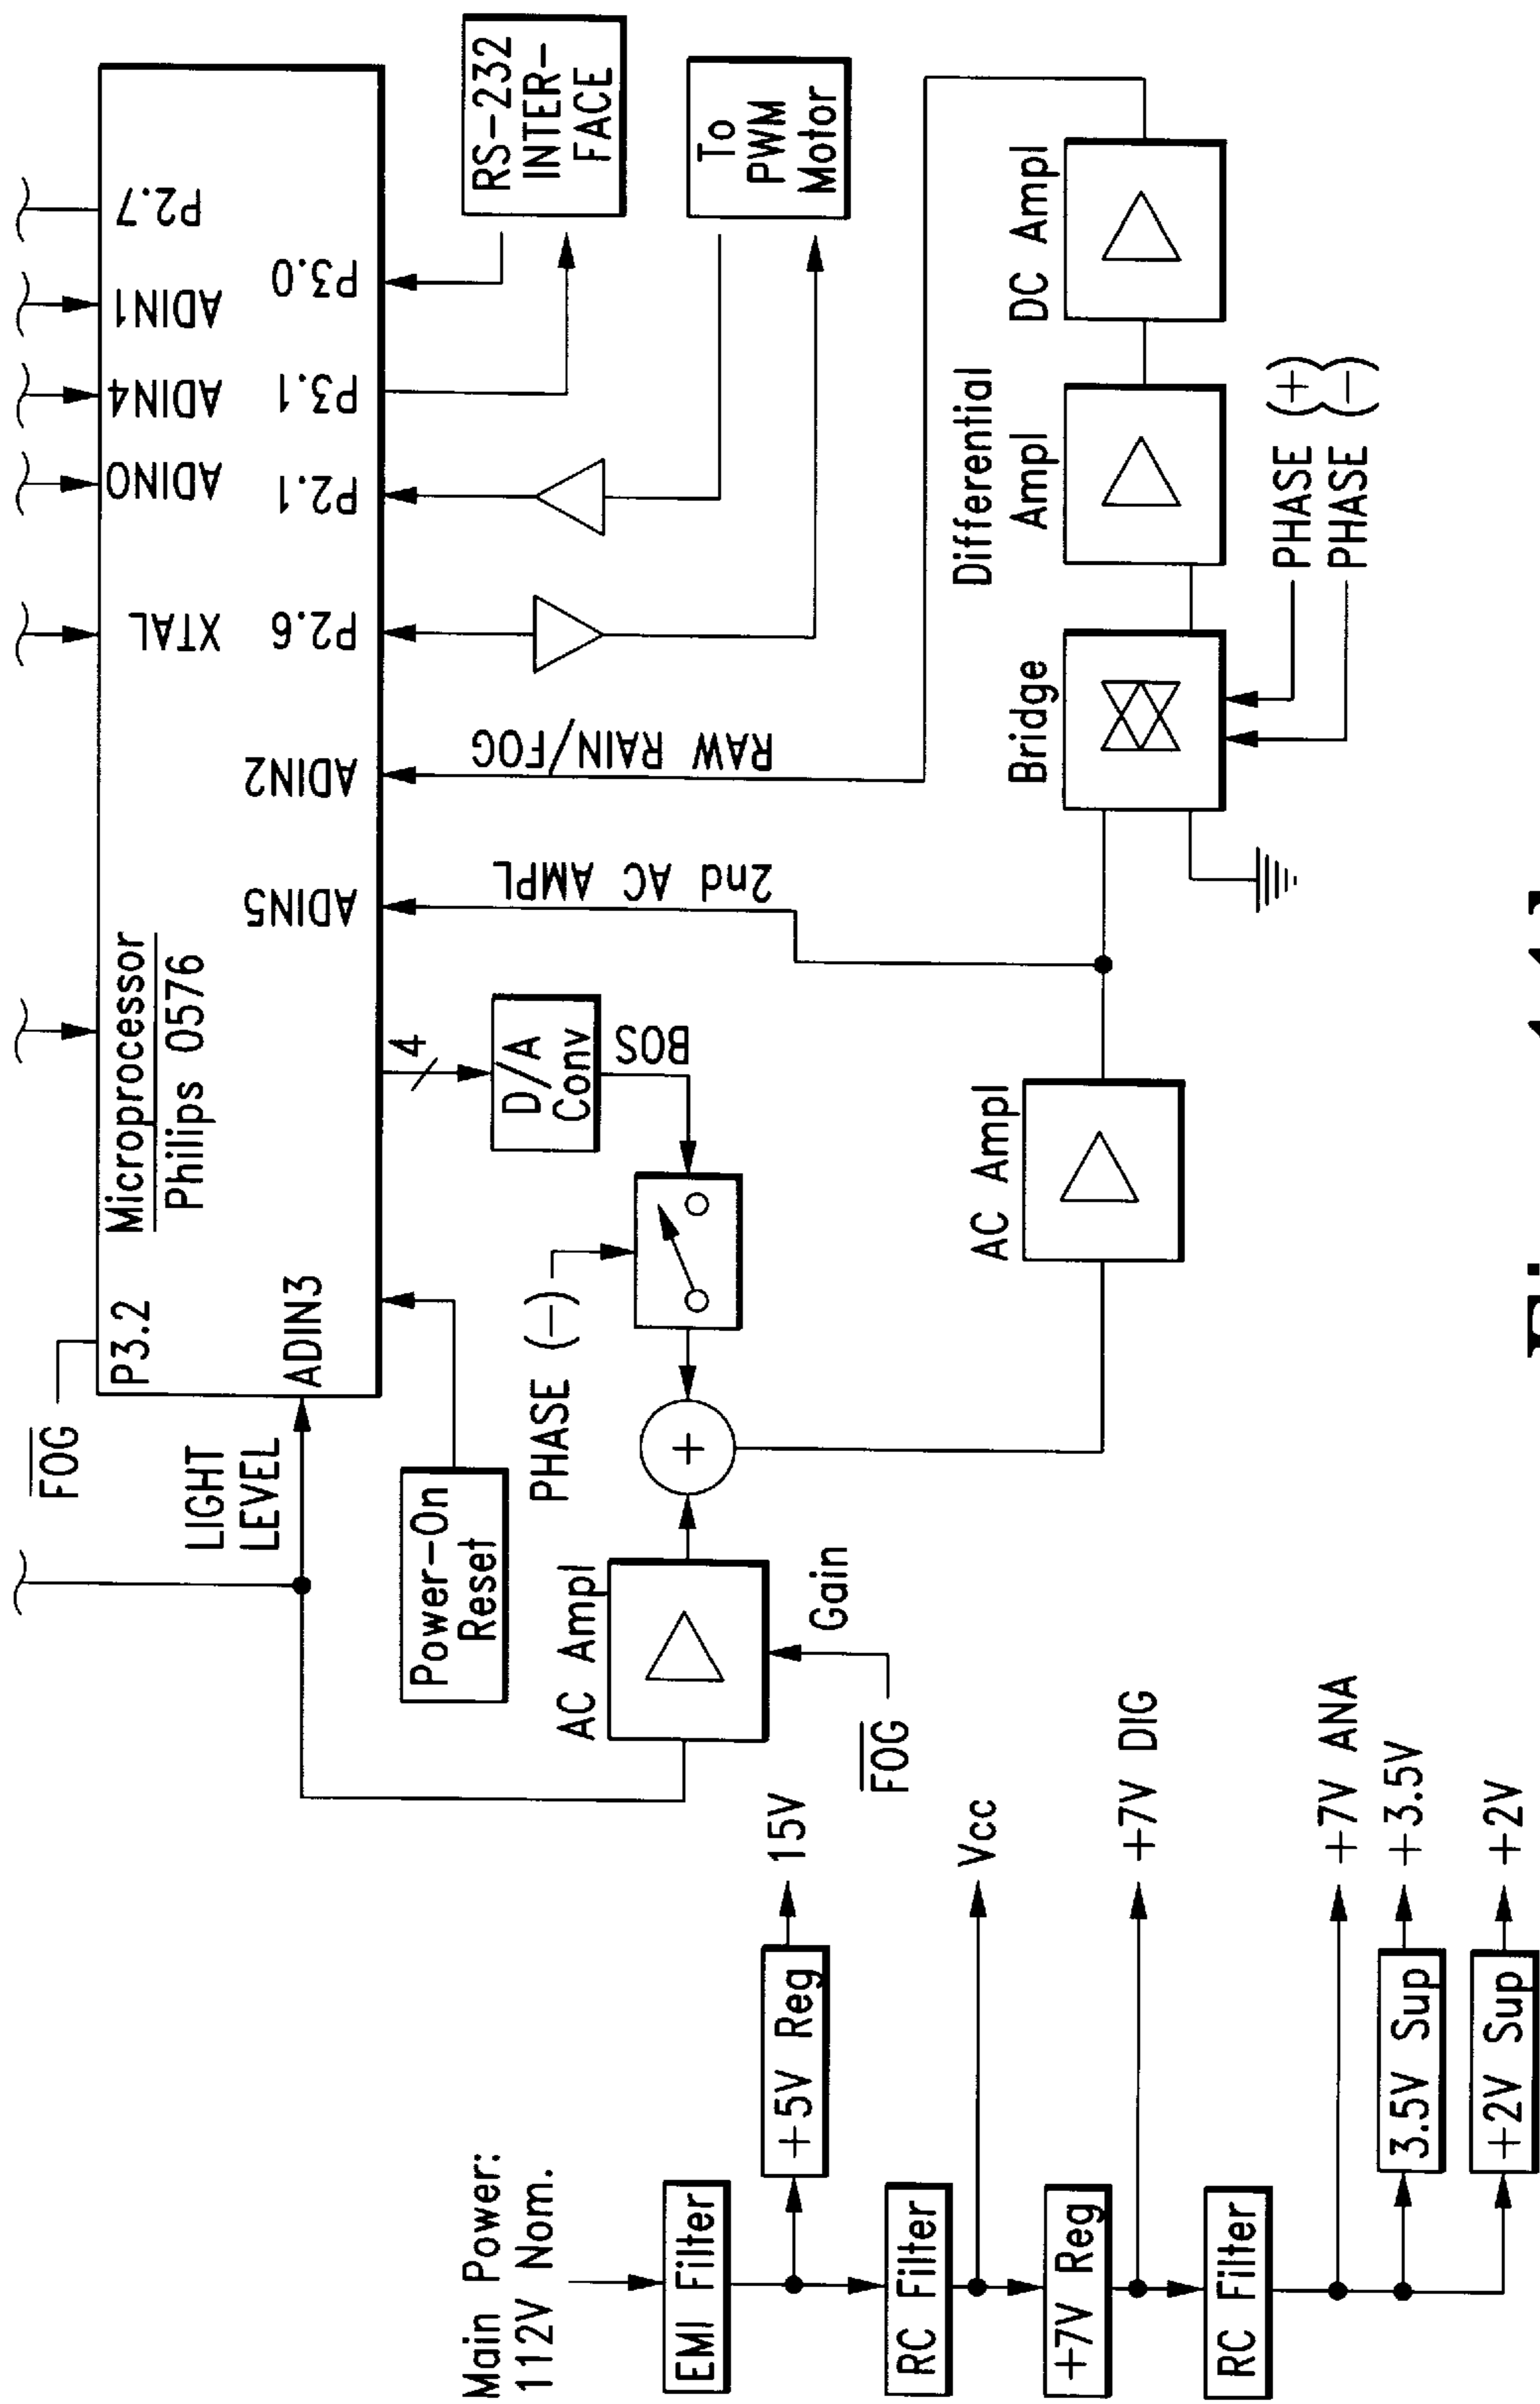 FOG
P3.2
Microprocessor
Philips 0576
XTAL
ADIN0
ADIN4
ADIN1
P2.7
LIGHT
LEVEL
ADIN3
ADIN5
ADIN2
P2.6
P2.1
P3.1
P3.0
Power-On
Reset
4
D/A
Conv
BOS
2nd AC AMPL
RAW RAIN/FOG
RS-232
INTER-
FACE
To
PWM
Motor
PHASE (-)
+
AC Ampl
Gain
FOG
AC Ampl
Bridge
Differential
Ampl
DC Ampl
PHASE (+)
PHASE (-)
Main Power:
112V Nom.
EMI Filter
+5V Reg
15V
RC Filter
Vcc
+7V Reg
+7V DIG
RC Filter
+7V ANA
3.5V Sup
+3.5V
+2V Sup
+2V